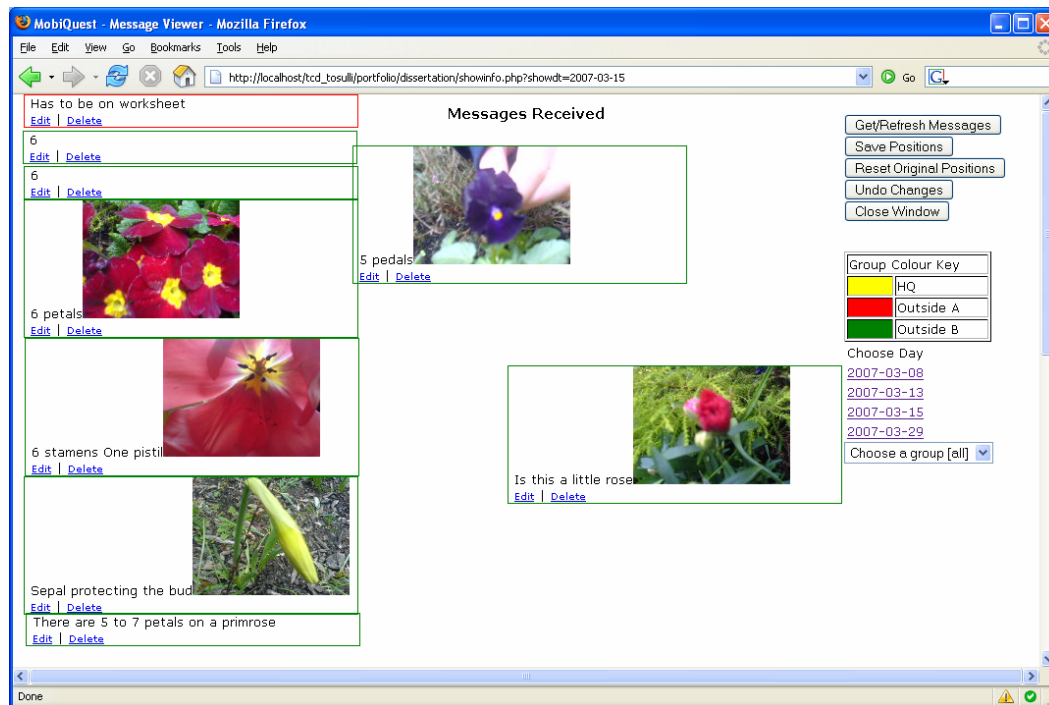 MobiQuest - Message Viewer - Mozilla Firefox
File Edit View Go Bookmarks Tools Help
http://localhost/tcd_tosulli/portfolio/dissertation/showinfo.php?showdt=2007-03-15
Go
G
Messages Received
Has to be on worksheet
Edit | Delete
6
Edit | Delete
6
Edit | Delete
6 petals
Edit | Delete
6 stamens One pistil
Edit | Delete
Sepal protecting the bud
Edit | Delete
There are 5 to 7 petals on a primrose
Edit | Delete
5 pedals
Edit | Delete
Is this a little rose
Edit | Delete
Get/Refresh Messages
Save Positions
Reset Original Positions
Undo Changes
Close Window
Group Colour Key
HQ
Outside A
Outside B
Choose Day
2007-03-08
2007-03-13
2007-03-15
2007-03-29
Choose a group [all]
Done